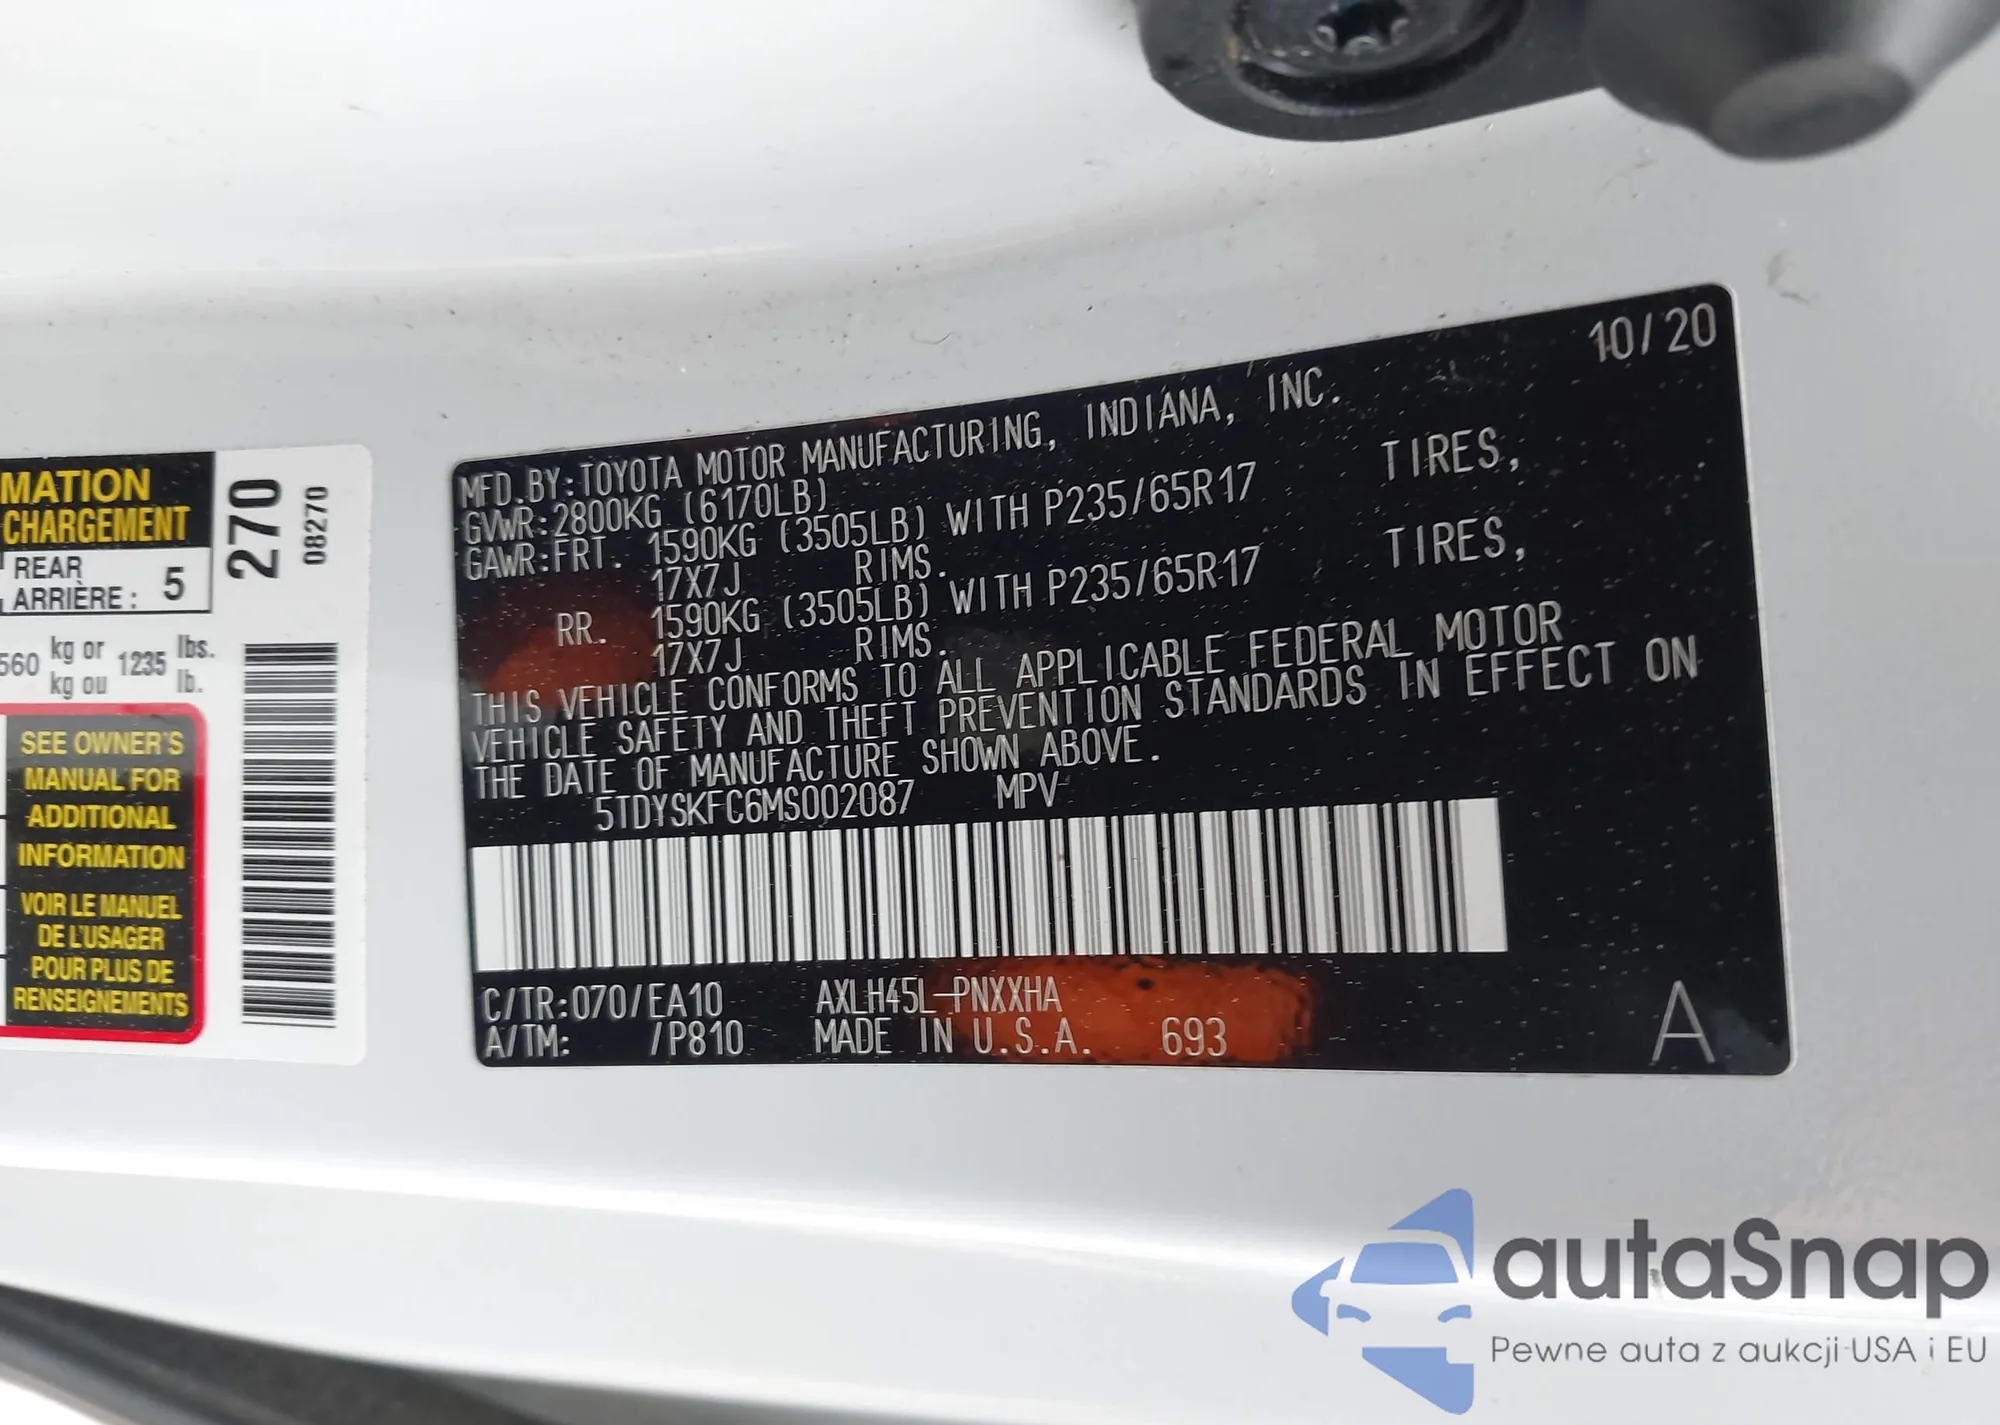 MATION
CHARGEMENT
REAR
ARRIÈRE : 5
560 kg or 1235 lbs.
kg ou lb.
SEE OWNER'S
MANUAL FOR
ADDITIONAL
INFORMATION
VOIR LE MANUEL
DE L'USAGER
POUR PLUS DE
RENSEIGNEMENTS
270
08270
10/20
MFD.BY:TOYOTA MOTOR MANUFACTURING, INDIANA, INC.
GVWR:2800KG (6170LB)
GAWR:FRT. 1590KG (3505LB) WITH P235/65R17 TIRES,
17X7J RIMS.
RR. 1590KG (3505LB) WITH P235/65R17 TIRES,
17X7J RIMS.
THIS VEHICLE CONFORMS TO ALL APPLICABLE FEDERAL MOTOR
VEHICLE SAFETY AND THEFT PREVENTION STANDARDS IN EFFECT ON
THE DATE OF MANUFACTURE SHOWN ABOVE.
5TDYSKFC6MS002087 MPV
C/TR:070/EA10 AXLH45L-PNXXHA
A/TM: /P810 MADE IN U.S.A. 693
A
autaSnap
Pewne auta z aukcji USA i EU